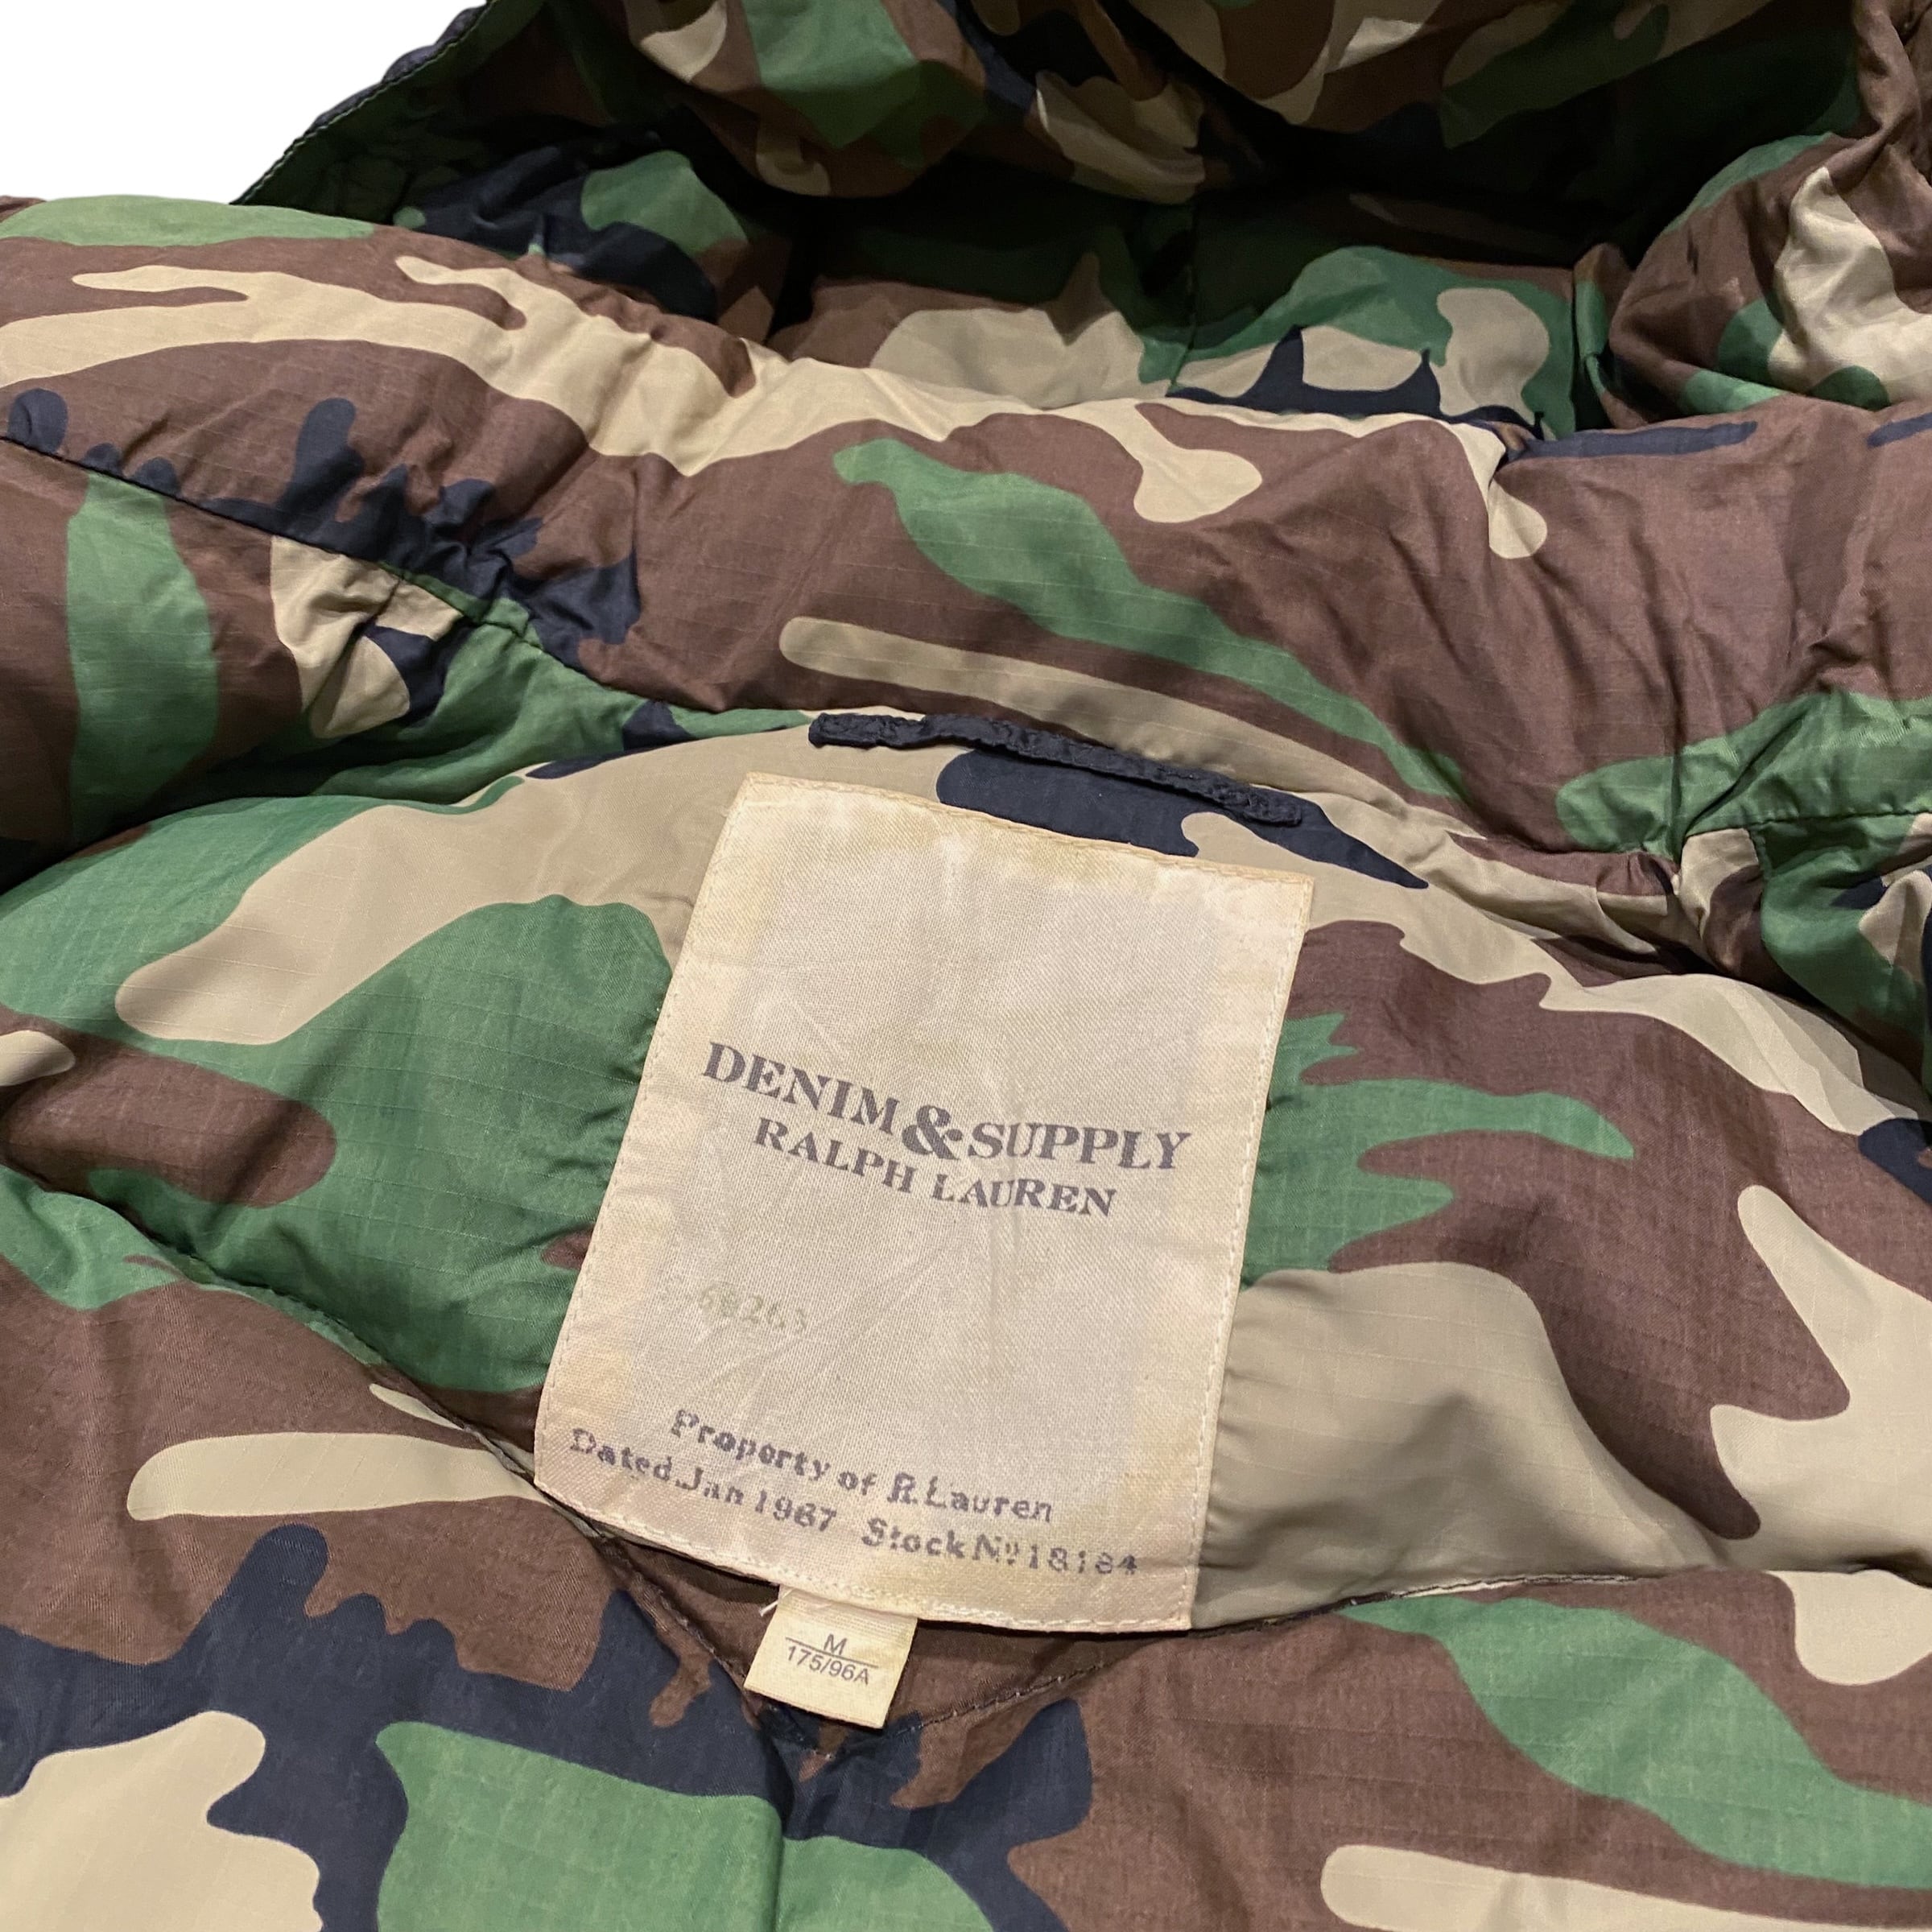 DENIM & SUPPLY
RALPH LAUREN
Property of R. Lauren
Dated. Jan 1967 Stock No 18184
M
175/96A